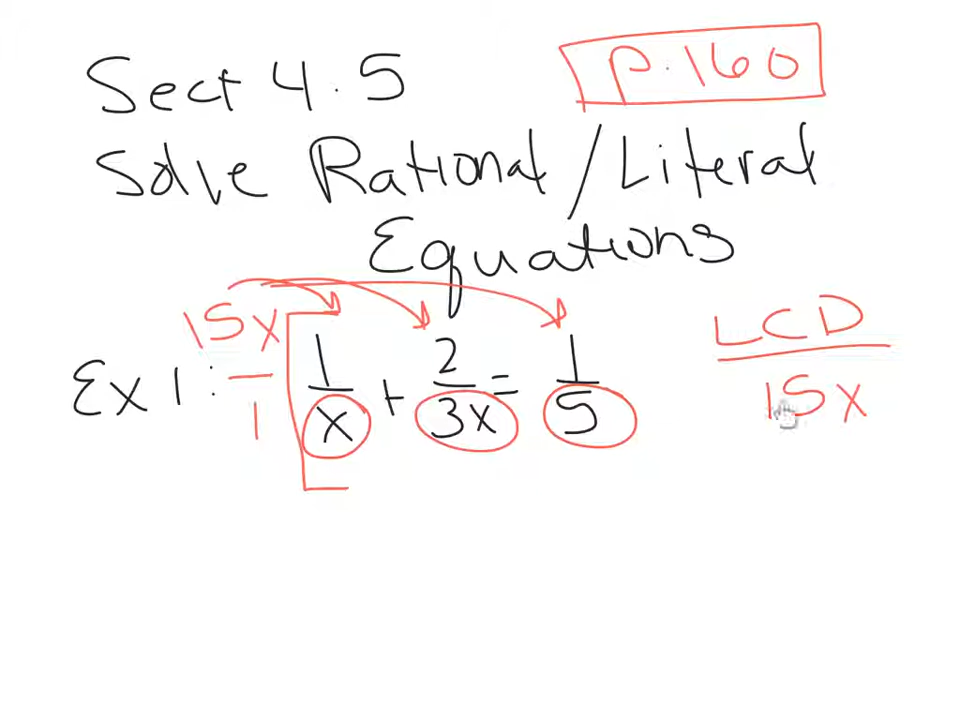 Sect 4.5
p.160
Solve Rational/Literal
Equations
Ex 1: 15x/1 [ 1/x + 2/3x = 1/5
LCD
15x